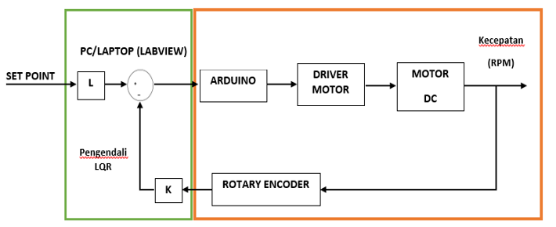 PC/LAPTOP (LABVIEW)
SET POINT
L
+
-
ARDUINO
DRIVER
MOTOR
MOTOR
DC
Kecepatan
(RPM)
Pengendali
LQR
K
ROTARY ENCODER